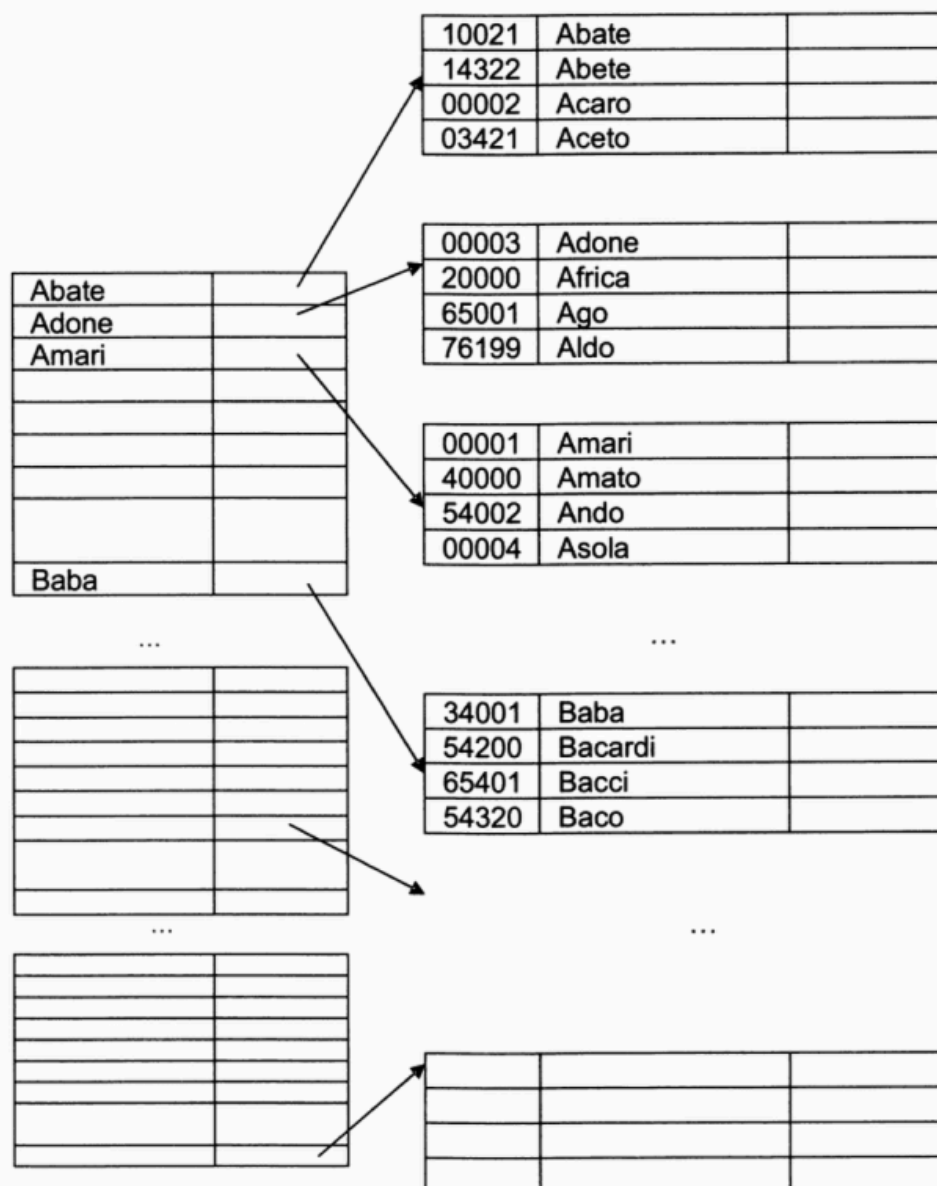 10021 Abate
14322 Abete
00002 Acaro
03421 Aceto
00003 Adone
20000 Africa
65001 Ago
76199 Aldo
Abate
Adone
Amari
Baba
...
00001 Amari
40000 Amato
54002 Ando
00004 Asola
...
34001 Baba
54200 Bacardi
65401 Bacci
54320 Baco
...
...